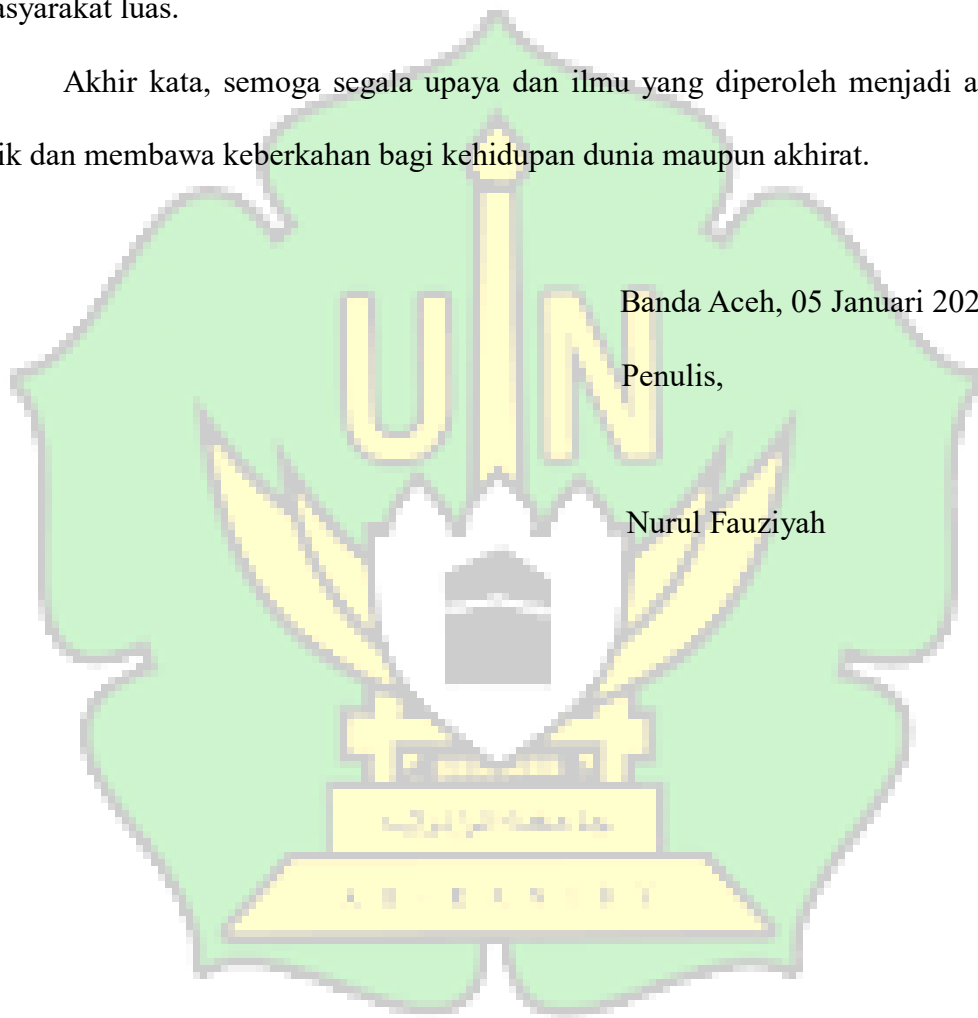 asyarakat luas.
Akhir kata, semoga segala upaya dan ilmu yang diperoleh menjadi a
ik dan membawa keberkahan bagi kehidupan dunia maupun akhirat.
Banda Aceh, 05 Januari 202
UIN
Penulis,
Nurul Fauziyah